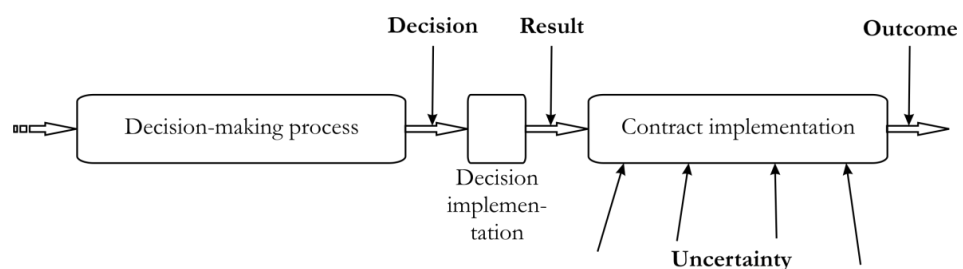 Decision
Result
Outcome
Decision-making process
Contract implementation
Decision
implemen-
tation
Uncertainty